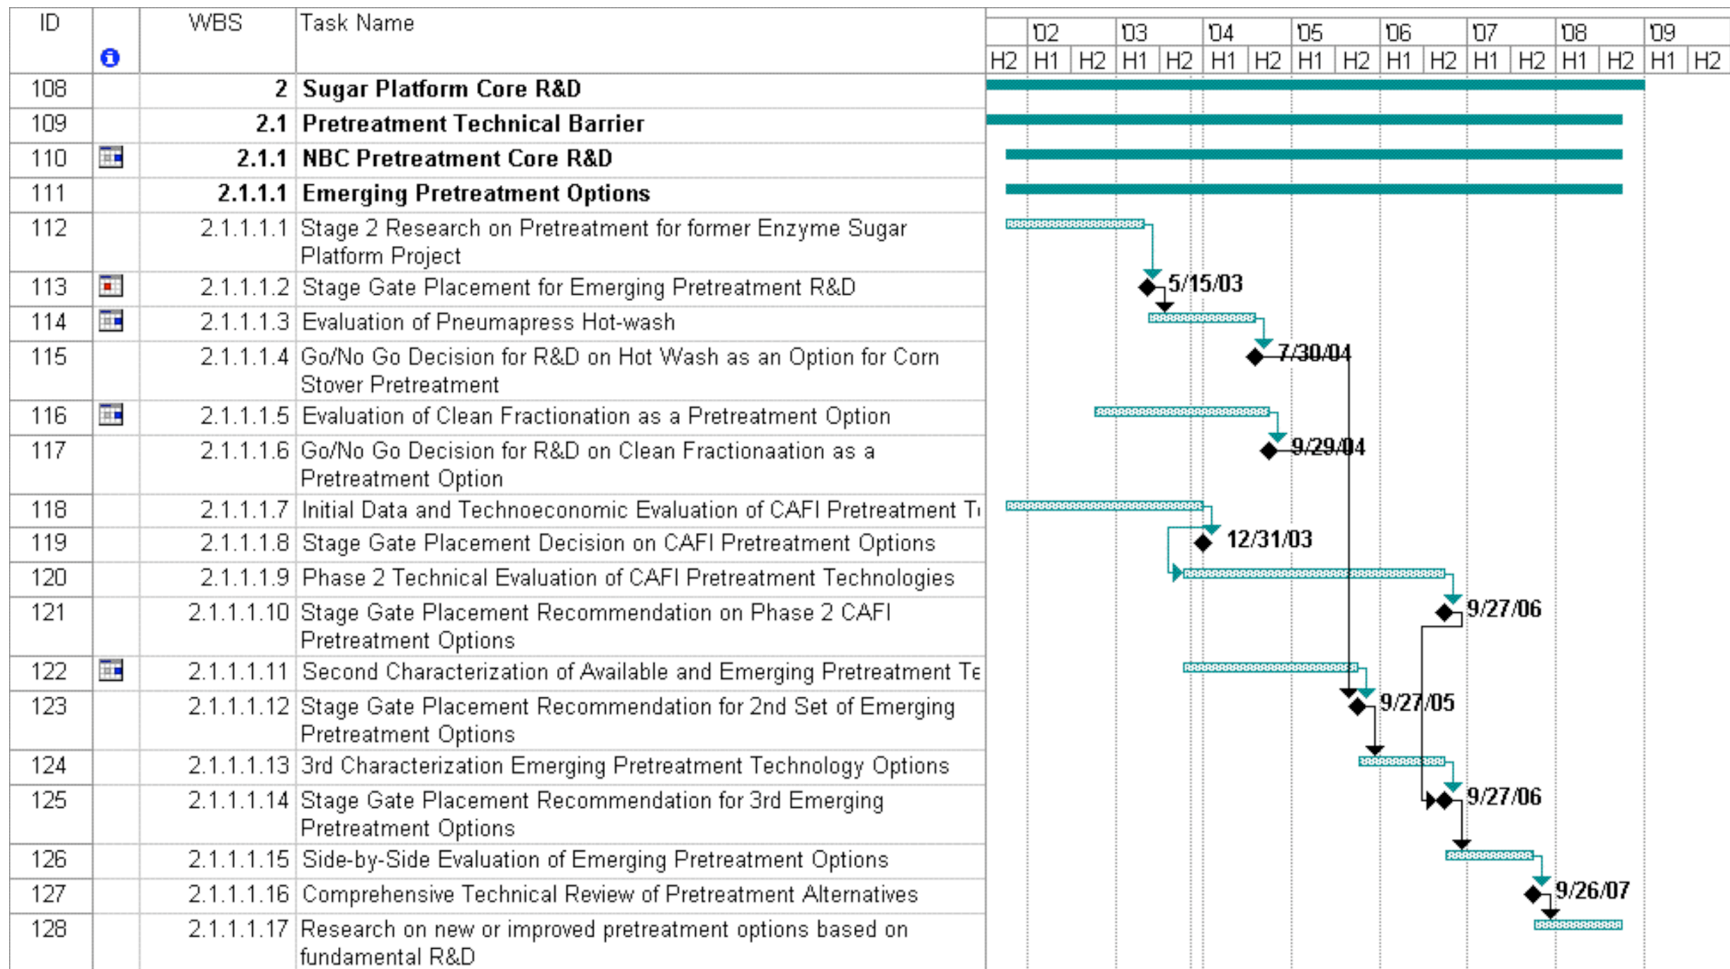 ID WBS Task Name
'02 '03 '04 '05 '06 '07 '08 '09
H2 H1 H2 H1 H2 H1 H2 H1 H2 H1 H2 H1 H2 H1 H2 H1 H2
108 2 Sugar Platform Core R&D
109 2.1 Pretreatment Technical Barrier
110 2.1.1 NBC Pretreatment Core R&D
111 2.1.1.1 Emerging Pretreatment Options
112 2.1.1.1.1 Stage 2 Research on Pretreatment for former Enzyme Sugar
Platform Project
113 2.1.1.1.2 Stage Gate Placement for Emerging Pretreatment R&D 5/15/03
114 2.1.1.1.3 Evaluation of Pneumapress Hot-wash
115 2.1.1.1.4 Go/No Go Decision for R&D on Hot Wash as an Option for Corn 7/30/04
Stover Pretreatment
116 2.1.1.1.5 Evaluation of Clean Fractionation as a Pretreatment Option
117 2.1.1.1.6 Go/No Go Decision for R&D on Clean Fractionaation as a 9/29/04
Pretreatment Option
118 2.1.1.1.7 Initial Data and Technoeconomic Evaluation of CAFI Pretreatment
119 2.1.1.1.8 Stage Gate Placement Decision on CAFI Pretreatment Options 12/31/03
120 2.1.1.1.9 Phase 2 Technical Evaluation of CAFI Pretreatment Technologies
121 2.1.1.1.10 Stage Gate Placement Recommendation on Phase 2 CAFI 9/27/06
Pretreatment Options
122 2.1.1.1.11 Second Characterization of Available and Emerging Pretreatment Te
123 2.1.1.1.12 Stage Gate Placement Recommendation for 2nd Set of Emerging 9/27/05
Pretreatment Options
124 2.1.1.1.13 3rd Characterization Emerging Pretreatment Technology Options
125 2.1.1.1.14 Stage Gate Placement Recommendation for 3rd Emerging 9/27/06
Pretreatment Options
126 2.1.1.1.15 Side-by-Side Evaluation of Emerging Pretreatment Options
127 2.1.1.1.16 Comprehensive Technical Review of Pretreatment Alternatives 9/26/07
128 2.1.1.1.17 Research on new or improved pretreatment options based on
fundamental R&D